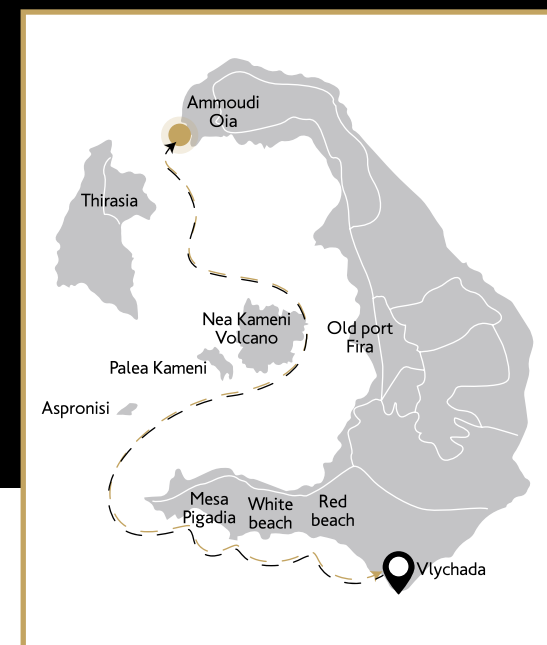 Ammoudi
Oia
Thirasia
Nea Kameni
Volcano
Old port
Fira
Palea Kameni
Aspronisi
Mesa
Pigadia
White
beach
Red
beach
Vlychada